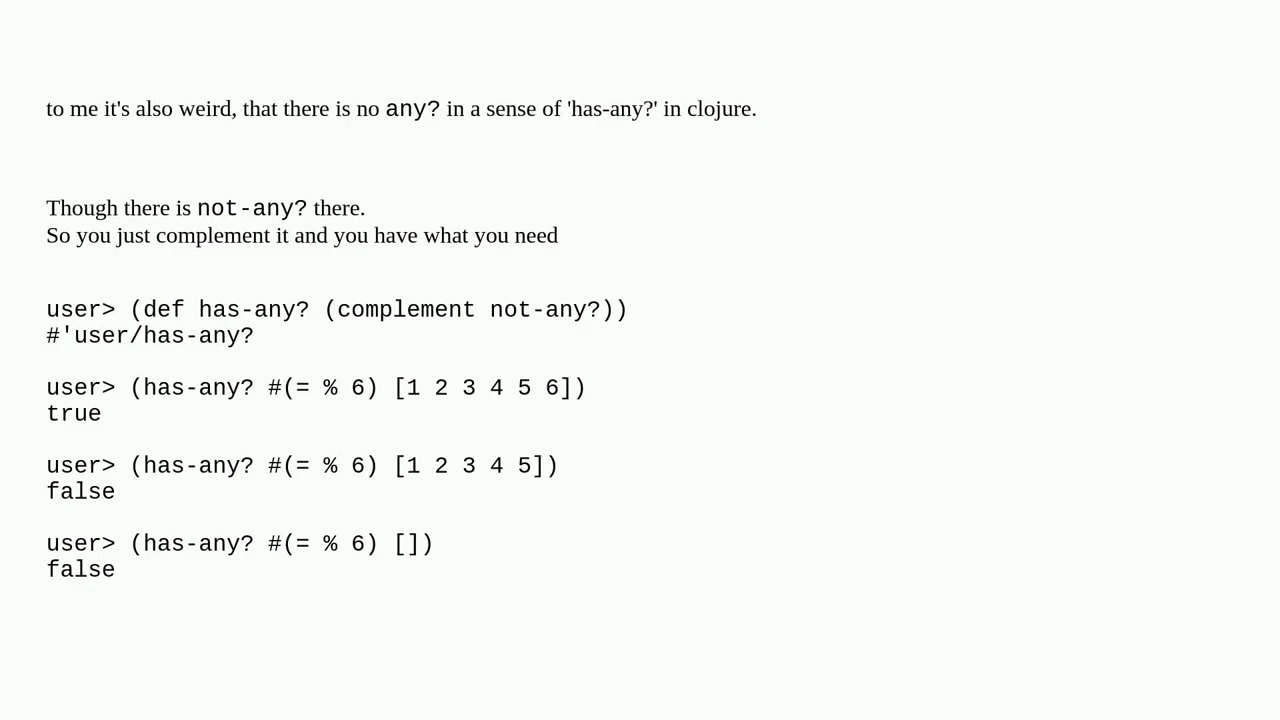 to me it's also weird, that there is no any? in a sense of 'has-any?' in clojure.
Though there is not-any? there.
So you just complement it and you have what you need
user> (def has-any? (complement not-any?))
#'user/has-any?
user> (has-any? #(= % 6) [1 2 3 4 5 6])
true
user> (has-any? #(= % 6) [1 2 3 4 5])
false
user> (has-any? #(= % 6) [])
false